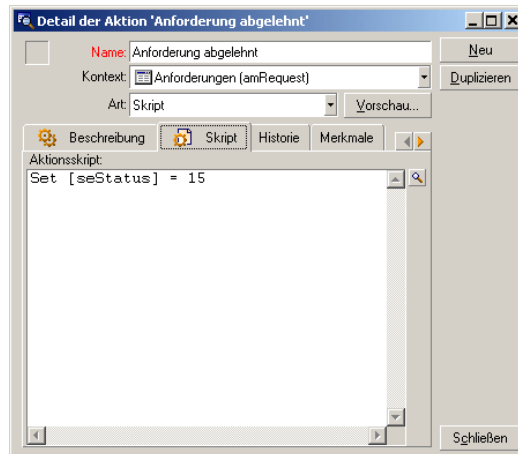 Detail der Aktion 'Anforderung abgelehnt'
Name: Anforderung abgelehnt
Neu
Kontext: Anforderungen (amRequest)
Duplizieren
Art: Skript
Vorschau...
Beschreibung Skript Historie Merkmale
Aktionsskript:
Set [seStatus] = 15
Schließen